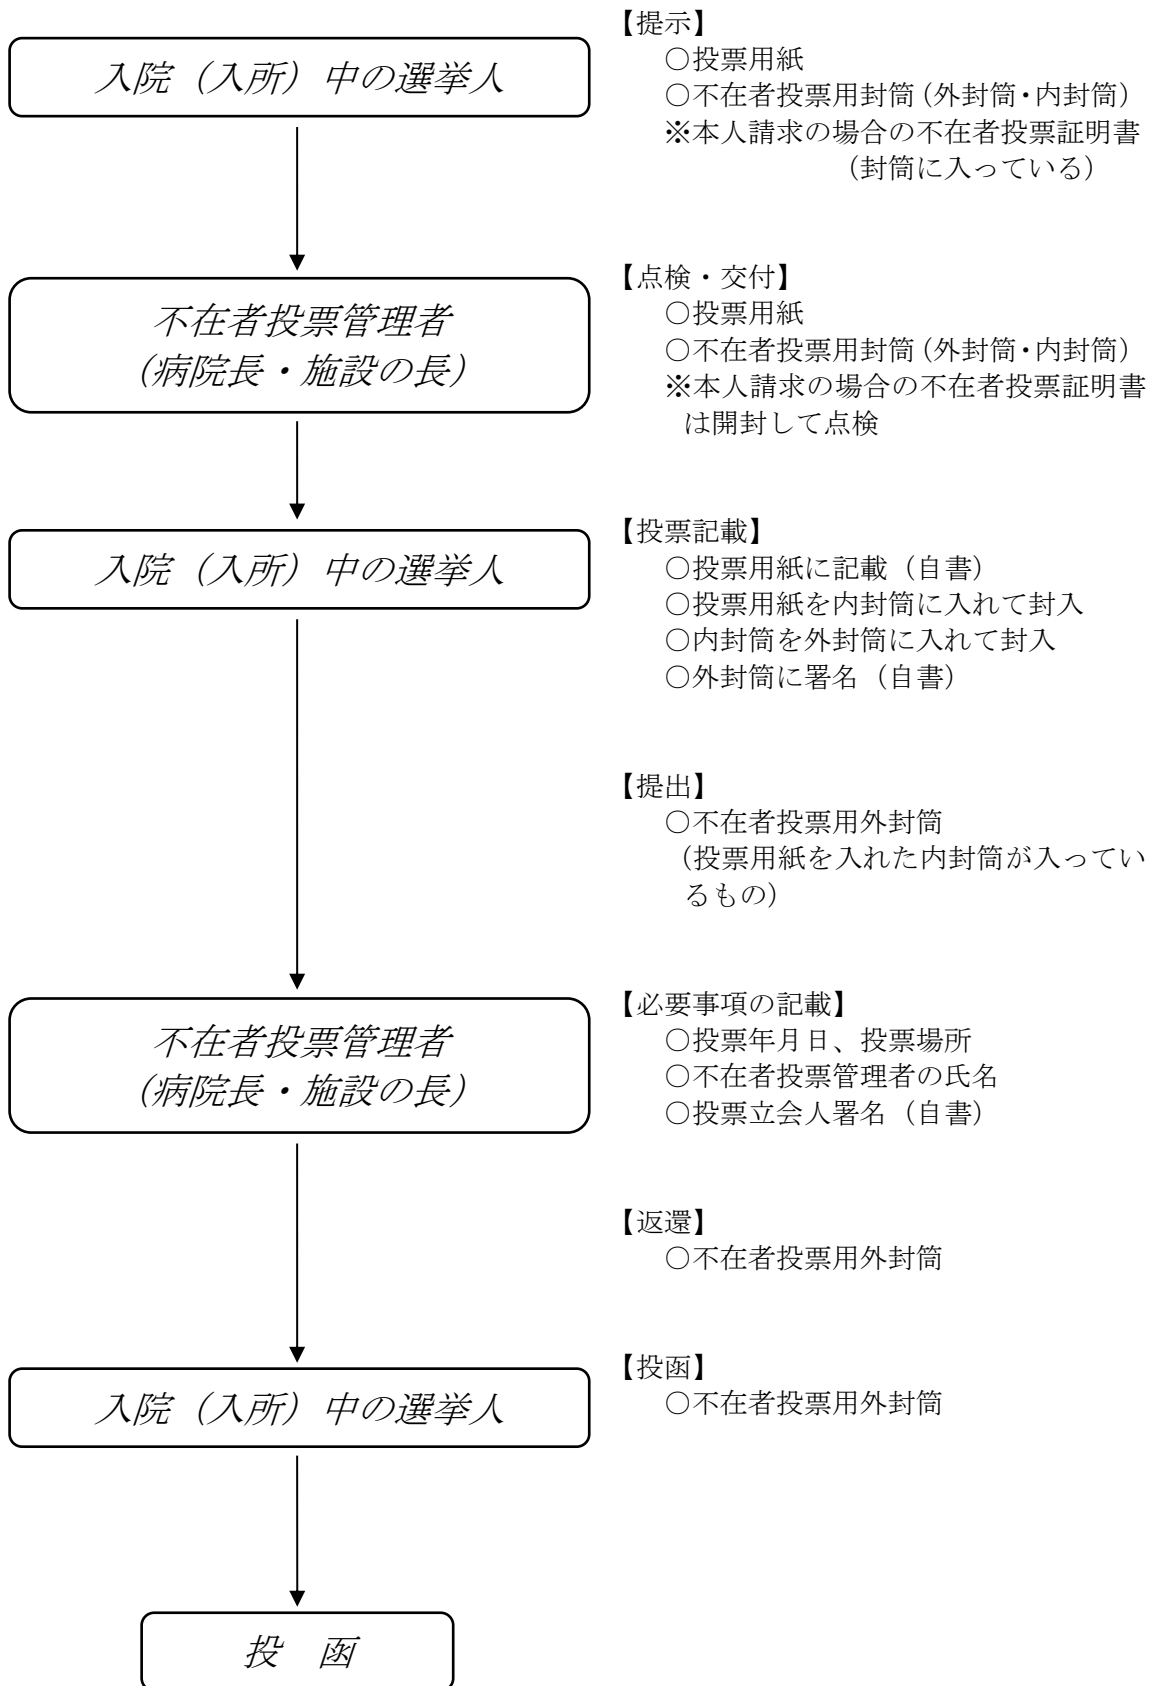 【提示】
入院（入所）中の選挙人
○投票用紙
○不在者投票用封筒(外封筒・内封筒)
※本人請求の場合の不在者投票証明書
（封筒に入っている）
不在者投票管理者
（病院長・施設の長）
【点検・交付】
○投票用紙
○不在者投票用封筒(外封筒・内封筒)
※本人請求の場合の不在者投票証明書
は開封して点検
入院（入所）中の選挙人
【投票記載】
○投票用紙に記載（自書）
○投票用紙を内封筒に入れて封入
○内封筒を外封筒に入れて封入
○外封筒に署名（自書）
【提出】
○不在者投票用外封筒
（投票用紙を入れた内封筒が入ってい
るもの）
不在者投票管理者
（病院長・施設の長）
【必要事項の記載】
○投票年月日、投票場所
○不在者投票管理者の氏名
○投票立会人署名（自書）
【返還】
○不在者投票用外封筒
入院（入所）中の選挙人
【投函】
○不在者投票用外封筒
投　函